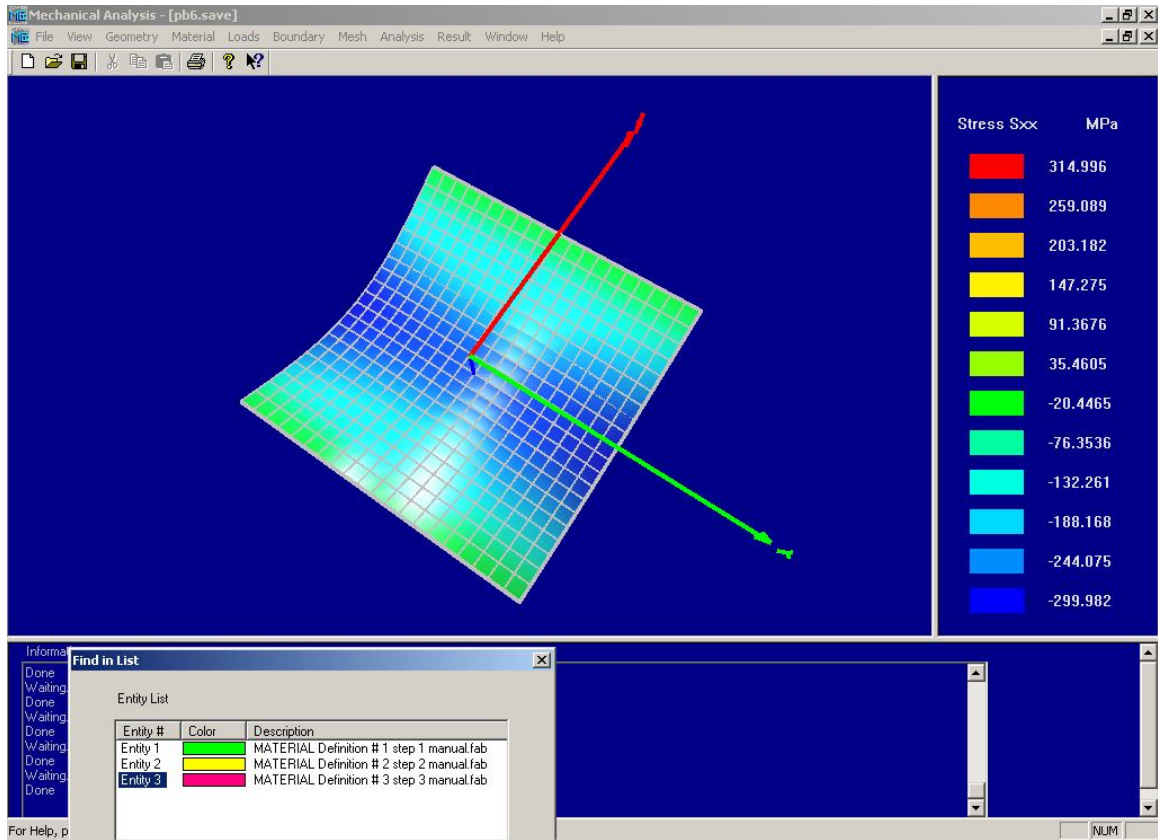 Mechanical Analysis - [pb6.save]
File View Geometry Material Loads Boundary Mesh Analysis Result Window Help
Stress Sxx MPa
314.996
259.089
203.182
147.275
91.3676
35.4605
-20.4465
-76.3536
-132.261
-188.168
-244.075
-299.982
Informa
Done
Waiting.
Done
Waiting.
Done
Waiting.
Done
Waiting.
Done
Find in List
Entity List
Entity # Color Description
Entity 1 MATERIAL Definition # 1 step 1 manual.fab
Entity 2 MATERIAL Definition # 2 step 2 manual.fab
Entity 3 MATERIAL Definition # 3 step 3 manual.fab
For Help, p
NUM